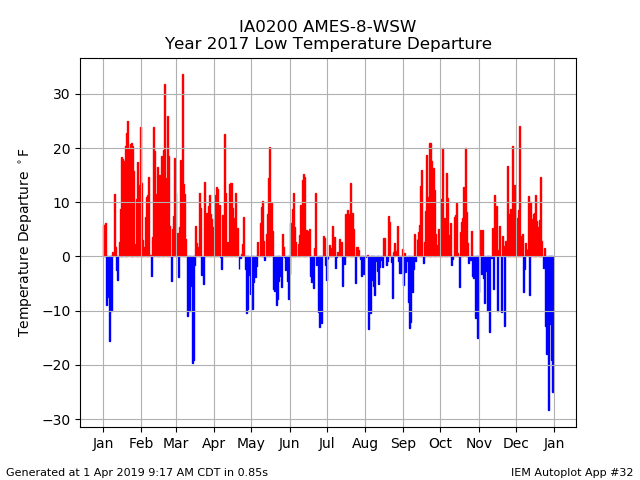 IA0200 AMES-8-WSW
Year 2017 Low Temperature Departure
Temperature Departure °F
30
20
10
0
−10
−20
−30
Jan Feb Mar Apr May Jun Jul Aug Sep Oct Nov Dec Jan
Generated at 1 Apr 2019 9:17 AM CDT in 0.85s
IEM Autoplot App #32